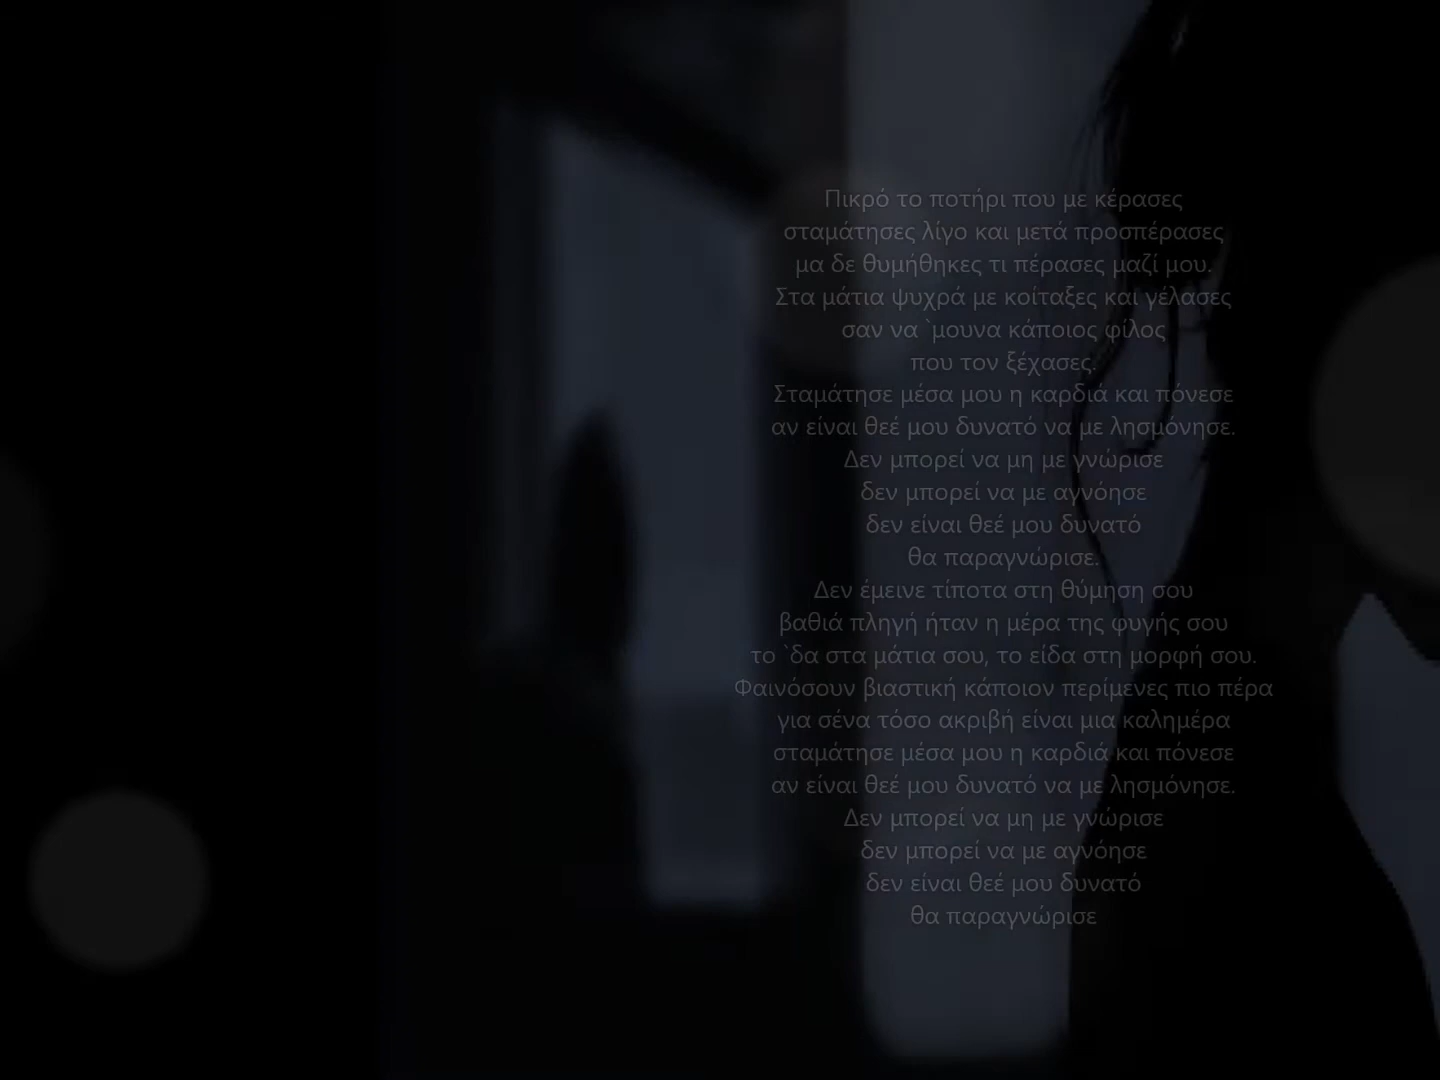 Πικρό το ποτήρι που με κέρασες
σταμάτησες λίγο και μετά προσπέρασες
μα δε θυμήθηκες τι πέρασες μαζί μου.
Στα μάτια ψυχρά με κοίταξες και γέλασες
σαν να `μουνα κάποιος φίλος
που τον ξέχασες.
Σταμάτησε μέσα μου η καρδιά και πόνεσε
αν είναι θεέ μου δυνατό να με λησμόνησε.
Δεν μπορεί να μη με γνώρισε
δεν μπορεί να με αγνόησε
δεν είναι θεέ μου δυνατό
θα παραγνώρισε.
Δεν έμεινε τίποτα στη θύμηση σου
βαθιά πληγή ήταν η μέρα της φυγής σου
το `δα στα μάτια σου, το είδα στη μορφή σου.
Φαινόσουν βιαστική κάποιον περίμενες πιο πέρα
για σένα τόσο ακριβή είναι μια καλημέρα
σταμάτησε μέσα μου η καρδιά και πόνεσε
αν είναι θεέ μου δυνατό να με λησμόνησε.
Δεν μπορεί να μη με γνώρισε
δεν μπορεί να με αγνόησε
δεν είναι θεέ μου δυνατό
θα παραγνώρισε